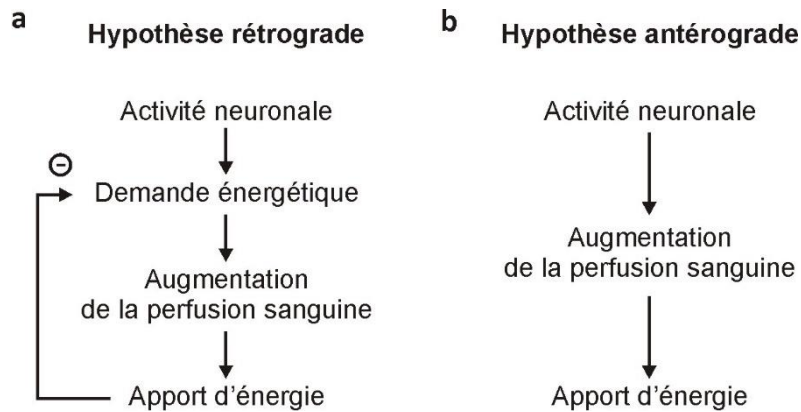 a
Hypothèse rétrograde
Activité neuronale
⊖
Demande énergétique
Augmentation
de la perfusion sanguine
Apport d'énergie
b
Hypothèse antérograde
Activité neuronale
Augmentation
de la perfusion sanguine
Apport d'énergie